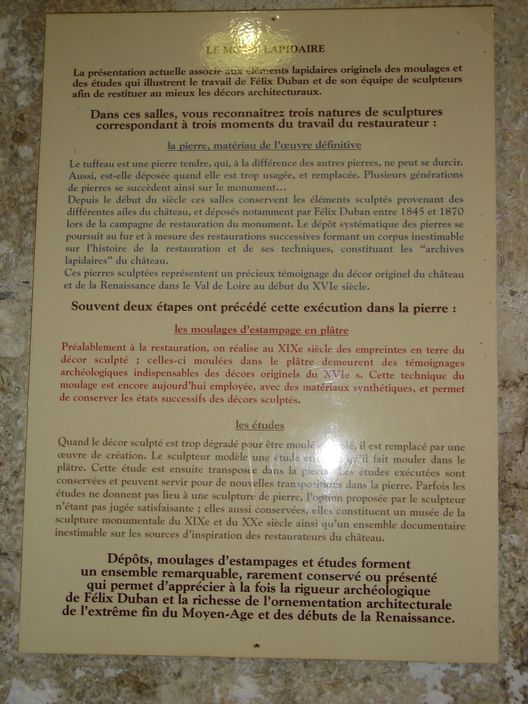 LE MUSÉE LAPIDAIRE
La présentation actuelle associe aux éléments lapidaires originels des moulages et
des études qui illustrent le travail de Félix Duban et de son équipe de sculpteurs
afin de restituer au mieux les décors architecturaux.
Dans ces salles, vous reconnaitrez trois natures de sculptures
correspondant à trois moments du travail du restaurateur :
la pierre, matériau de l'œuvre définitive
Le tuffeau est une pierre tendre, qui, à la différence des autres pierres, ne peut se durcir.
Aussi, est-elle déposée quand elle est trop usagée, et remplacée. Plusieurs générations
de pierres se succèdent ainsi sur le monument...
Depuis le début du siècle ces salles conservent les éléments sculptés provenant des
différentes ailes du château, et déposés notamment par Félix Duban entre 1845 et 1870
lors de la campagne de restauration du monument. Le dépôt systématique des pierres se
poursuit au fur et à mesure des restaurations successives formant un corpus inestimable
sur l'histoire de la restauration et de ses techniques, constituant les "archives
lapidaires" du château.
Ces pierres sculptées représentent un précieux témoignage du décor originel du château
et de la Renaissance dans le Val de Loire au début du XVIe siècle.
Souvent deux étapes ont précédé cette exécution dans la pierre :
les moulages d'estampage en plâtre
Préalablement à la restauration, on réalise au XIXe siècle des empreintes en terre du
décor sculpté ; celles-ci moulées dans le plâtre demeurent des témoignages
archéologiques indispensables des décors originels du XVIe s. Cette technique du
moulage est encore aujourd'hui employée, avec des matériaux synthétiques, et permet
de conserver les états successifs des décors sculptés.
les études
Quand le décor sculpté est trop dégradé pour être moulé, il est remplacé par une
œuvre de création. Le sculpteur modèle une étude qu'il fait mouler dans le
plâtre. Cette étude est ensuite transposée dans la pierre. Les études exécutées sont
conservées et peuvent servir pour de nouvelles transpositions dans la pierre. Parfois les
études ne donnent pas lieu à une sculpture de pierre, l'option proposée par le sculpteur
n'étant pas jugée satisfaisante ; elles aussi conservées, elles constituent un musée de la
sculpture monumentale du XIXe et du XXe siècle ainsi qu'un ensemble documentaire
inestimable sur les sources d'inspiration des restaurateurs du château.
Dépôts, moulages d'estampages et études forment
un ensemble remarquable, rarement conservé ou présenté
qui permet d'apprécier à la fois la rigueur archéologique
de Félix Duban et la richesse de l'ornementation architecturale
de l'extrême fin du Moyen-Age et des débuts de la Renaissance.